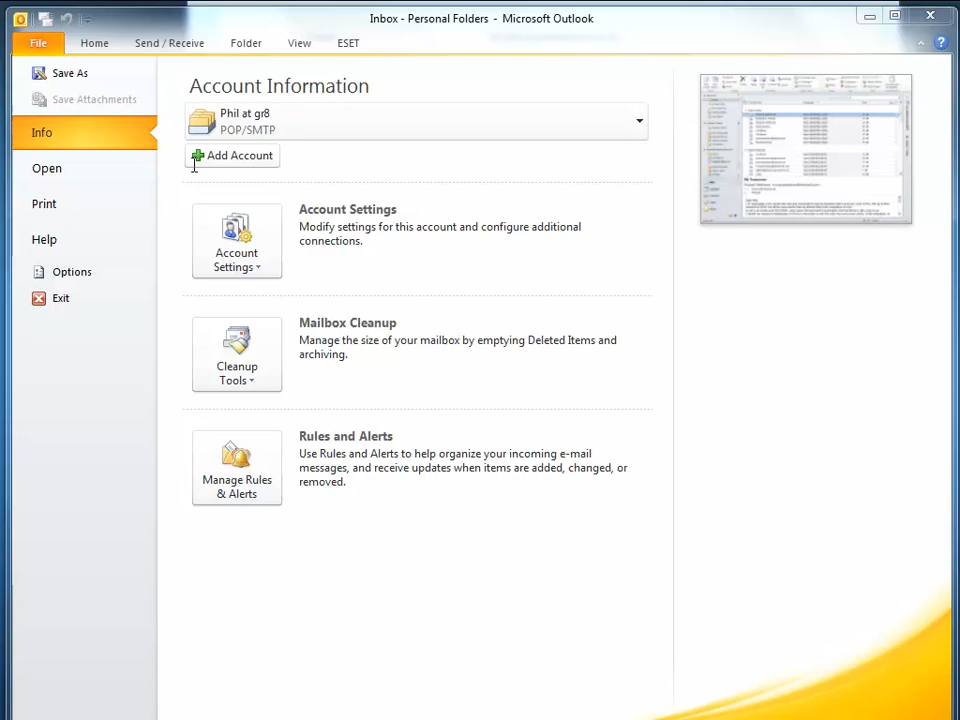 Inbox - Personal Folders - Microsoft Outlook
File Home Send / Receive Folder View ESET
Save As
Save Attachments
Info
Open
Print
Help
Options
Exit
Account Information
Phil at gr8
POP/SMTP
Add Account
Account Settings
Account Settings
Modify settings for this account and configure additional
connections.
Cleanup
Tools
Mailbox Cleanup
Manage the size of your mailbox by emptying Deleted Items and
archiving.
Manage Rules
& Alerts
Rules and Alerts
Use Rules and Alerts to help organize your incoming e-mail
messages, and receive updates when items are added, changed, or
removed.